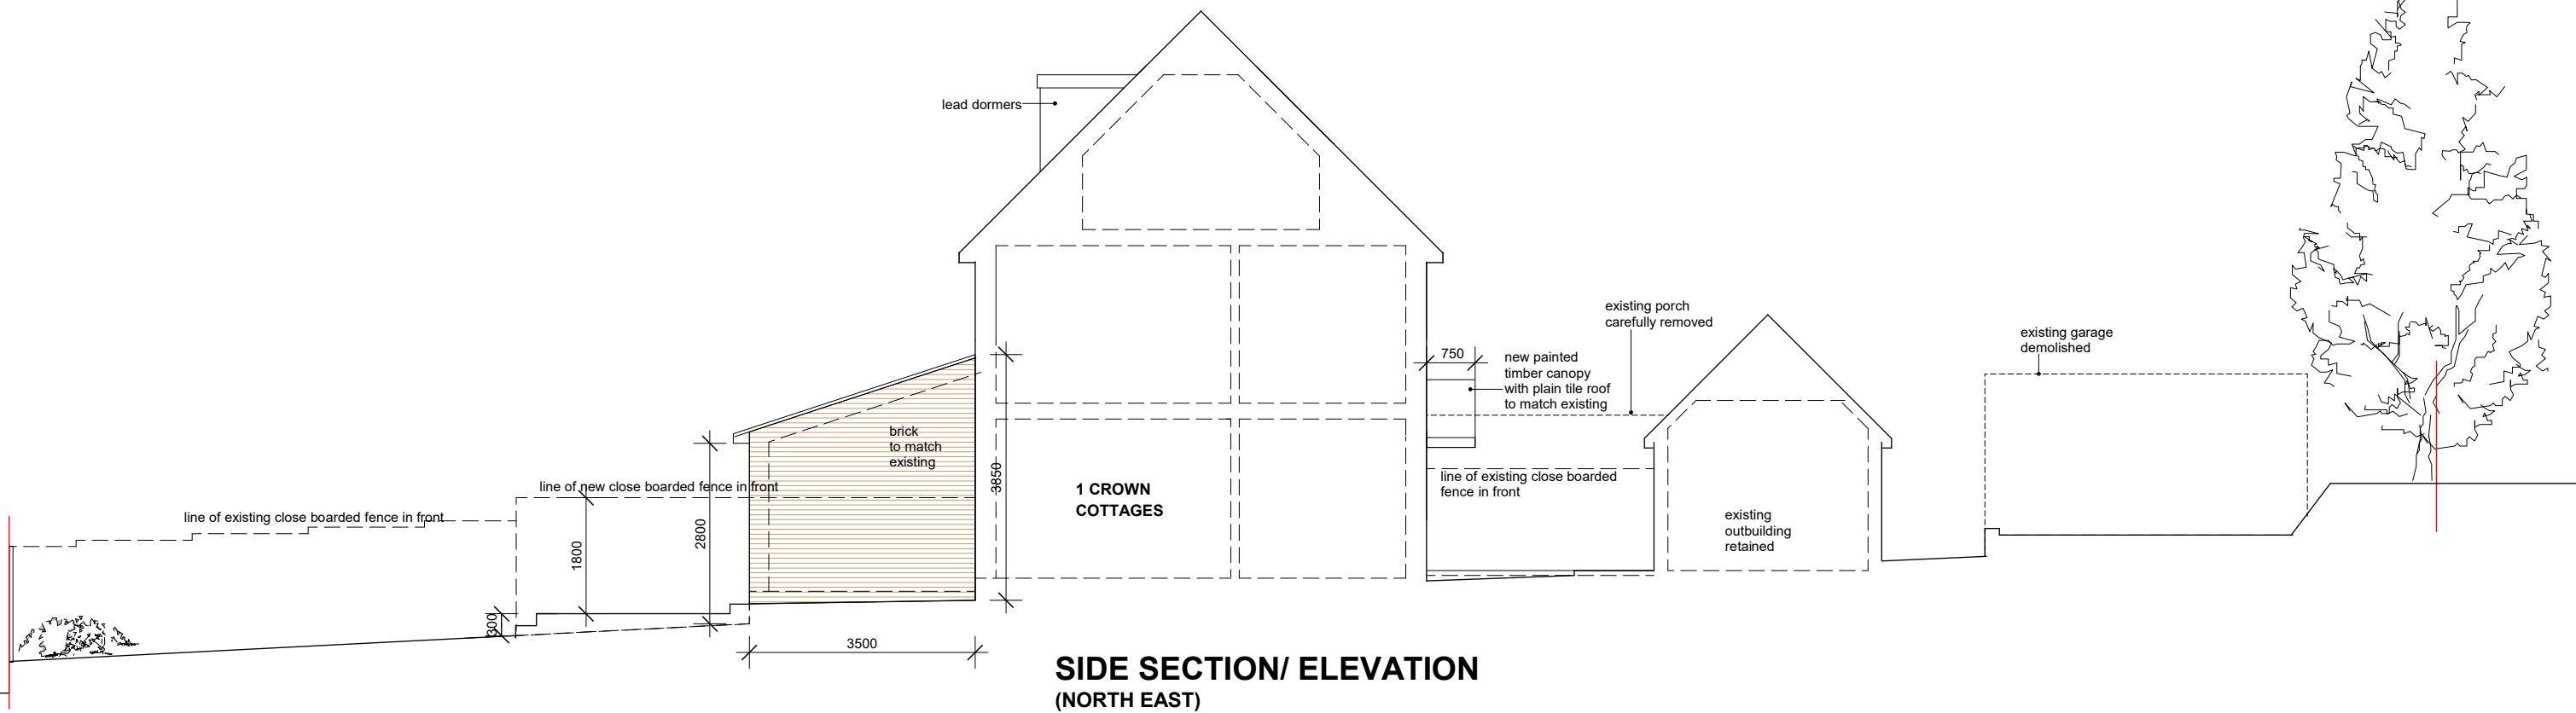 lead dormers
existing porch
carefully removed
existing garage
demolished
750
new painted
timber canopy
with plain tile roof
to match existing
brick
to match
existing
3850
1 CROWN
COTTAGES
line of existing close boarded
fence in front
line of new close boarded fence in front
line of existing close boarded fence in front
existing
outbuilding
retained
2800
1800
300
3500
SIDE SECTION/ ELEVATION
(NORTH EAST)